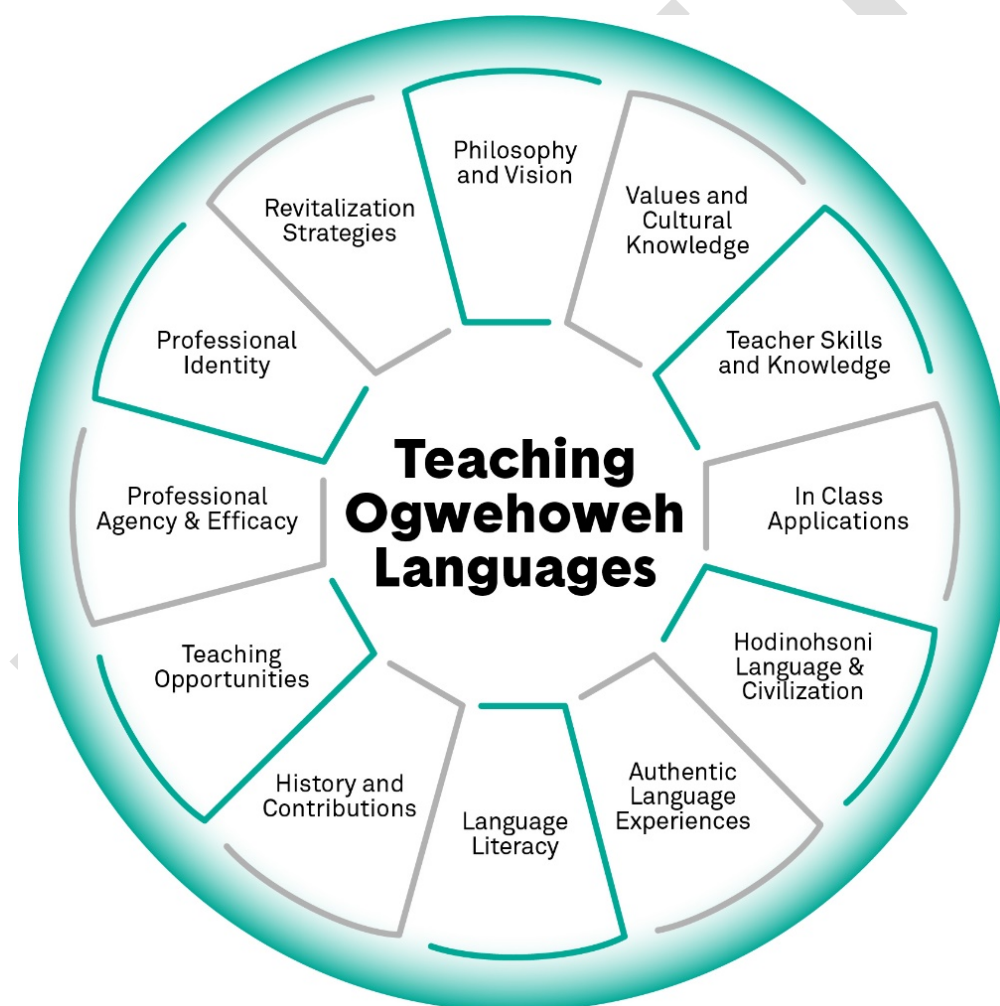 Philosophy
and Vision
Values and
Cultural
Knowledge
Teacher Skills
and Knowledge
In Class
Applications
Hodinohsoni
Language &
Civilization
Authentic
Language
Experiences
Language
Literacy
History and
Contributions
Teaching
Opportunities
Professional
Agency & Efficacy
Professional
Identity
Revitalization
Strategies
Teaching
Ogwehoweh
Languages